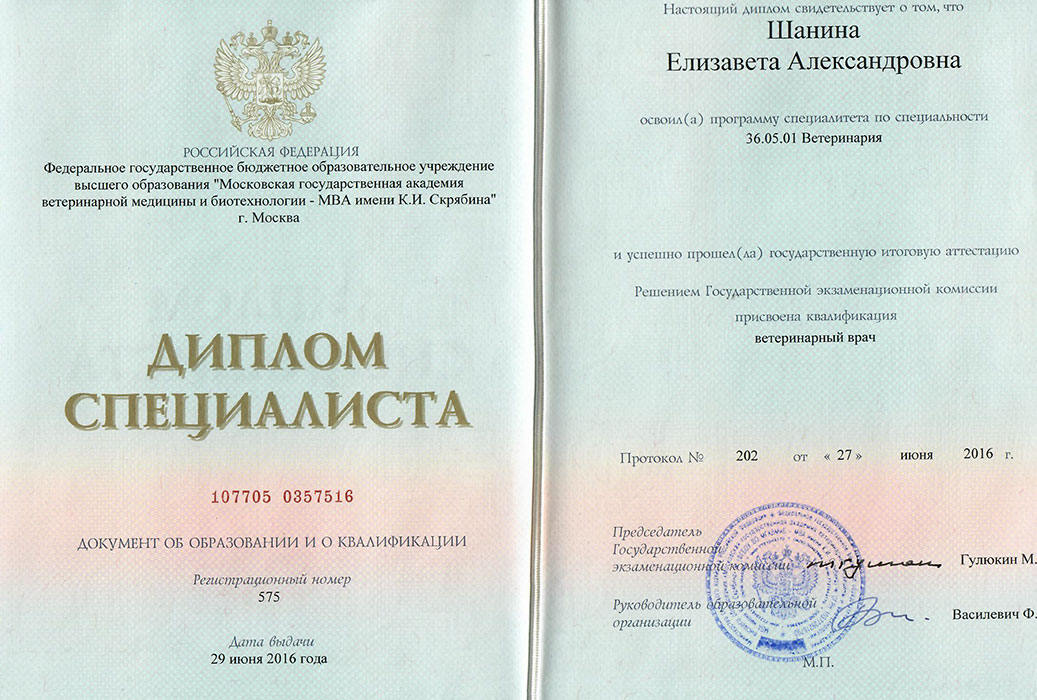 РОССИЙСКАЯ ФЕДЕРАЦИЯ
Федеральное государственное бюджетное образовательное учреждение
высшего образования "Московская государственная академия
ветеринарной медицины и биотехнологии - МВА имени К.И. Скрябина"
г. Москва
ДИПЛОМ
СПЕЦИАЛИСТА
107705 0357516
ДОКУМЕНТ ОБ ОБРАЗОВАНИИ И О КВАЛИФИКАЦИИ
Регистрационный номер
575
Дата выдачи
29 июня 2016 года
Настоящий диплом свидетельствует о том, что
Шанина
Елизавета Александровна
освоил(а) программу специалитета по специальности
36.05.01 Ветеринария
и успешно прошел(ла) государственную итоговую аттестацию
Решением Государственной экзаменационной комиссии
присвоена квалификация
ветеринарный врач
Протокол № 202 от « 27 » июня 2016 г.
Председатель
Государственной
экзаменационной комиссии Гулюкин М.
Руководитель образовательной
организации Василевич Ф.
М.П.